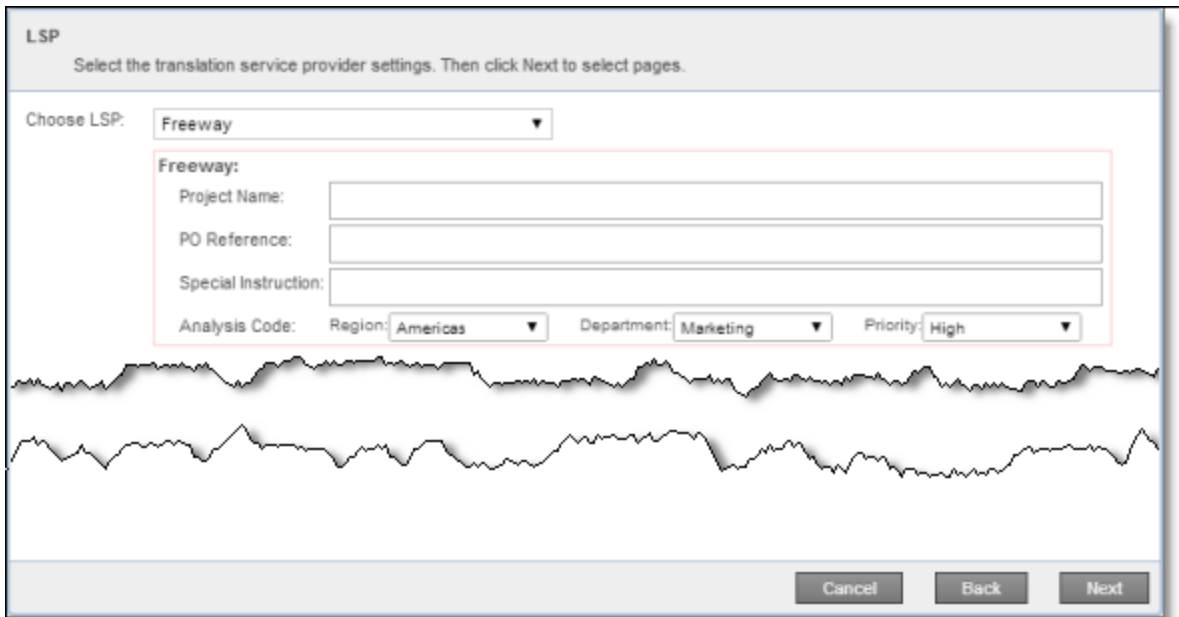 LSP
Select the translation service provider settings. Then click Next to select pages.
Choose LSP: Freeway
Freeway:
Project Name:
PO Reference:
Special Instruction:
Analysis Code: Region: Americas Department: Marketing Priority: High
Cancel Back Next